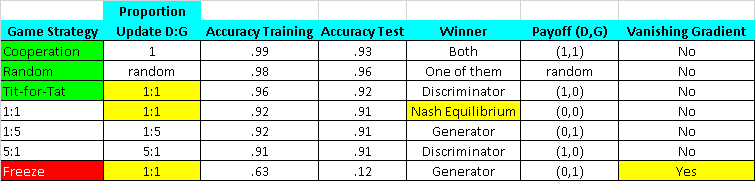 Proportion
Game Strategy Update D:G Accuracy Training Accuracy Test Winner Payoff (D,G) Vanishing Gradient
Cooperation 1 .99 .93 Both (1,1) No
Random random .98 .96 One of them random No
Tit-for-Tat 1:1 .96 .92 Discriminator (1,0) No
1:1 1:1 .92 .91 Nash Equilibrium (0,0) No
1:5 1:5 .92 .91 Generator (0,1) No
5:1 5:1 .91 .91 Discriminator (1,0) No
Freeze 1:1 .63 .12 Generator (0,1) Yes